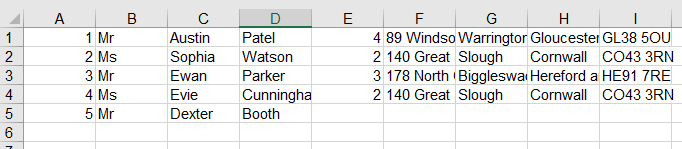 A B C D E F G H I
1 1 Mr Austin Patel 4 89 Windso Warrington Gloucester GL38 5OU
2 2 Ms Sophia Watson 2 140 Great Slough Cornwall CO43 3RN
3 3 Mr Ewan Parker 3 178 North Biggleswa Hereford a HE91 7RE
4 4 Ms Evie Cunningha 2 140 Great Slough Cornwall CO43 3RN
5 5 Mr Dexter Booth
6